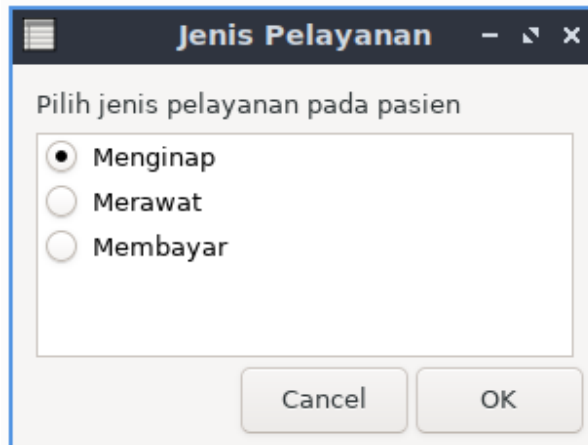 Jenis Pelayanan
Pilih jenis pelayanan pada pasien
Menginap
Merawat
Membayar
Cancel OK